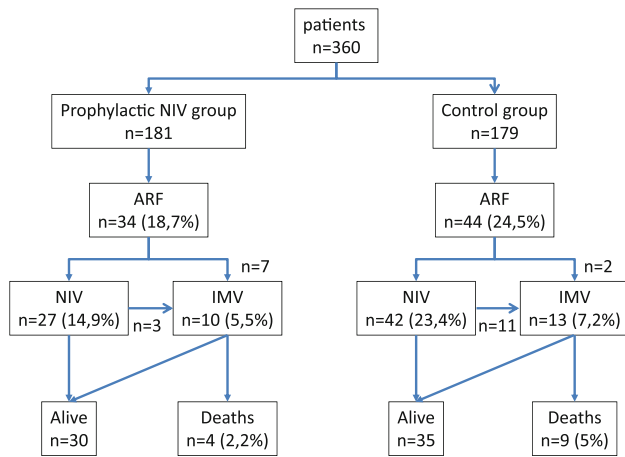 patients
n=360
Prophylactic NIV group
n=181
Control group
n=179
ARF
n=34 (18,7%)
ARF
n=44 (24,5%)
n=7
n=2
NIV
n=27 (14,9%)
n=3
IMV
n=10 (5,5%)
NIV
n=42 (23,4%)
n=11
IMV
n=13 (7,2%)
Alive
n=30
Deaths
n=4 (2,2%)
Alive
n=35
Deaths
n=9 (5%)